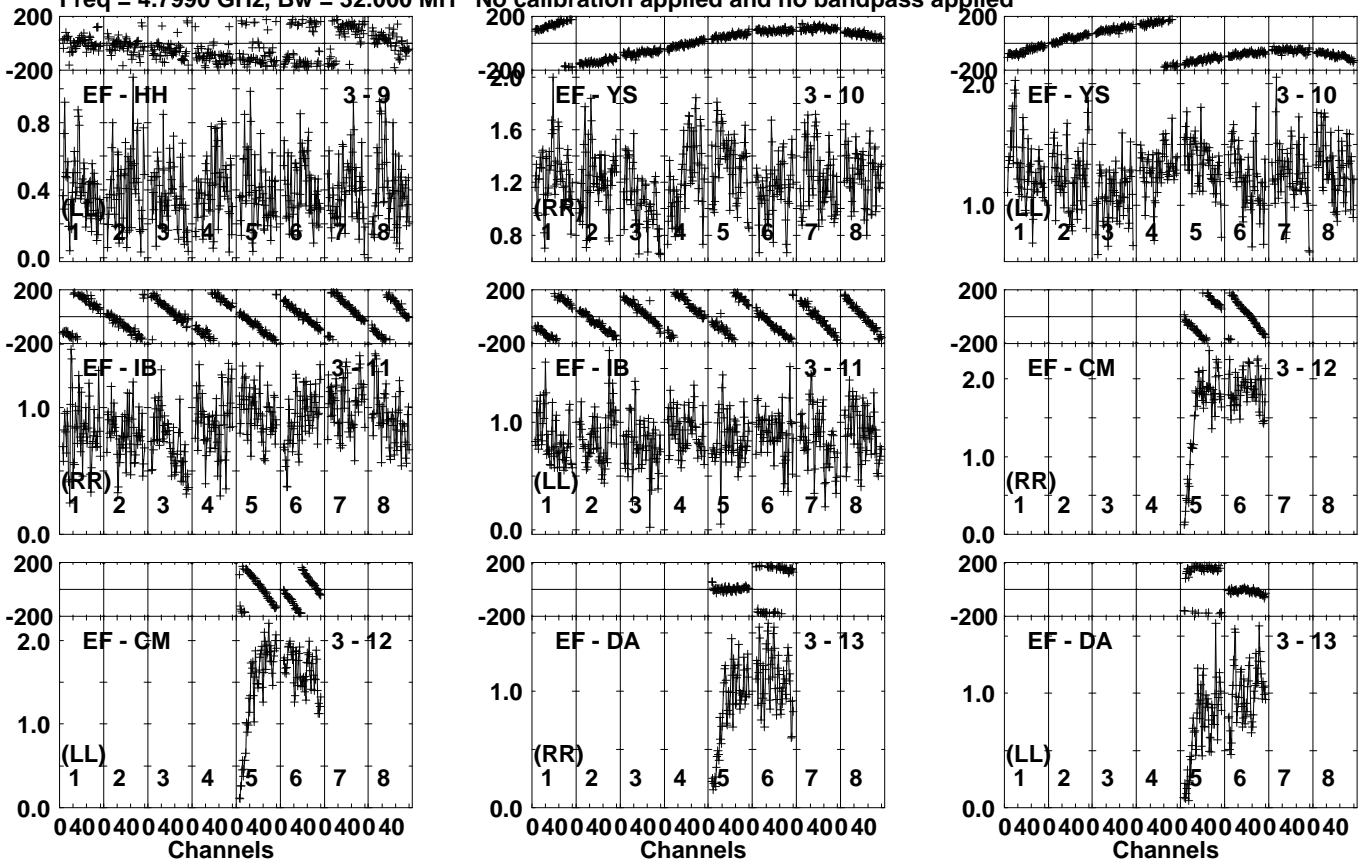 Freq = 4.7990 GHz, Bw = 32.000 MH No calibration applied and no bandpass applied
200
-200
EF - HH 3 - 9
0.8
0.4
0.0
(LL)
1 2 3 4 5 6 7 8
200
-200
2.0
EF - YS 3 - 10
1.6
1.2
0.8
(RR)
1 2 3 4 5 6 7 8
200
-200
2.0
EF - YS 3 - 10
1.0
(LL)
1 2 3 4 5 6 7 8
200
-200
EF - IB 3 - 11
1.0
0.0
(RR)
1 2 3 4 5 6 7 8
200
-200
EF - IB 3 - 11
1.0
0.0
(LL)
1 2 3 4 5 6 7 8
200
-200
EF - CM 3 - 12
2.0
1.0
0.0
(RR)
1 2 3 4 5 6 7 8
200
-200
EF - CM 3 - 12
2.0
1.0
0.0
(LL)
1 2 3 4 5 6 7 8
0 40 0 40 0 40 0 40 0 40 0 40 0 40 0 40
Channels
200
-200
EF - DA 3 - 13
1.0
0.0
(RR)
1 2 3 4 5 6 7 8
0 40 0 40 0 40 0 40 0 40 0 40 0 40 0 40
Channels
200
-200
EF - DA 3 - 13
1.0
0.0
(LL)
1 2 3 4 5 6 7 8
0 40 0 40 0 40 0 40 0 40 0 40 0 40 0 40
Channels